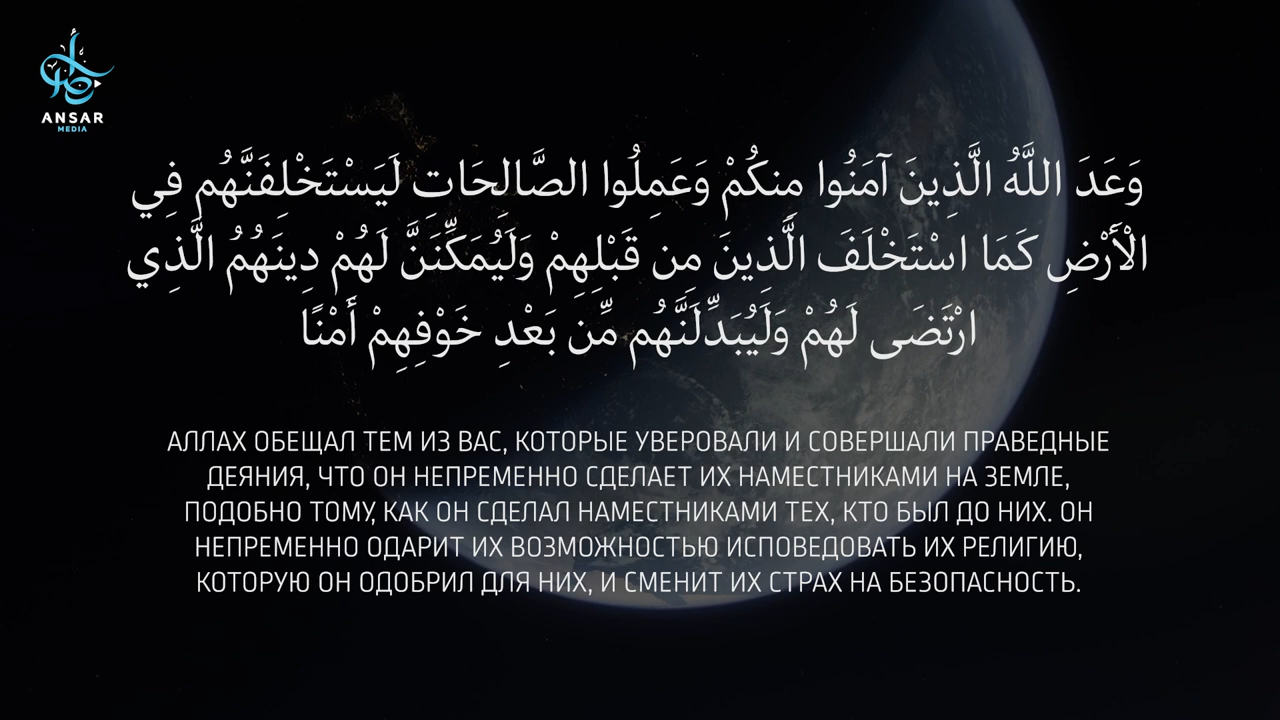 ANSAR
MEDIA
وَعَدَ اللَّهُ الَّذِينَ آمَنُوا مِنكُمْ وَعَمِلُوا الصَّالِحَاتِ لَيَسْتَخْلِفَنَّهُم فِي
الْأَرْضِ كَمَا اسْتَخْلَفَ الَّذِينَ مِن قَبْلِهِمْ وَلَيُمَكِّنَنَّ لَهُمْ دِينَهُمُ الَّذِي
ارْتَضَى لَهُمْ وَلَيُبَدِّلَنَّهُم مِّن بَعْدِ خَوْفِهِمْ أَمْنًا
АЛЛАХ ОБЕЩАЛ ТЕМ ИЗ ВАС, КОТОРЫЕ УВЕРОВАЛИ И СОВЕРШАЛИ ПРАВЕДНЫЕ
ДЕЯНИЯ, ЧТО ОН НЕПРЕМЕННО СДЕЛАЕТ ИХ НАМЕСТНИКАМИ НА ЗЕМЛЕ,
ПОДОБНО ТОМУ, КАК ОН СДЕЛАЛ НАМЕСТНИКАМИ ТЕХ, КТО БЫЛ ДО НИХ. ОН
НЕПРЕМЕННО ОДАРИТ ИХ ВОЗМОЖНОСТЬЮ ИСПОВЕДОВАТЬ ИХ РЕЛИГИЮ,
КОТОРУЮ ОН ОДОБРИЛ ДЛЯ НИХ, И СМЕНИТ ИХ СТРАХ НА БЕЗОПАСНОСТЬ.